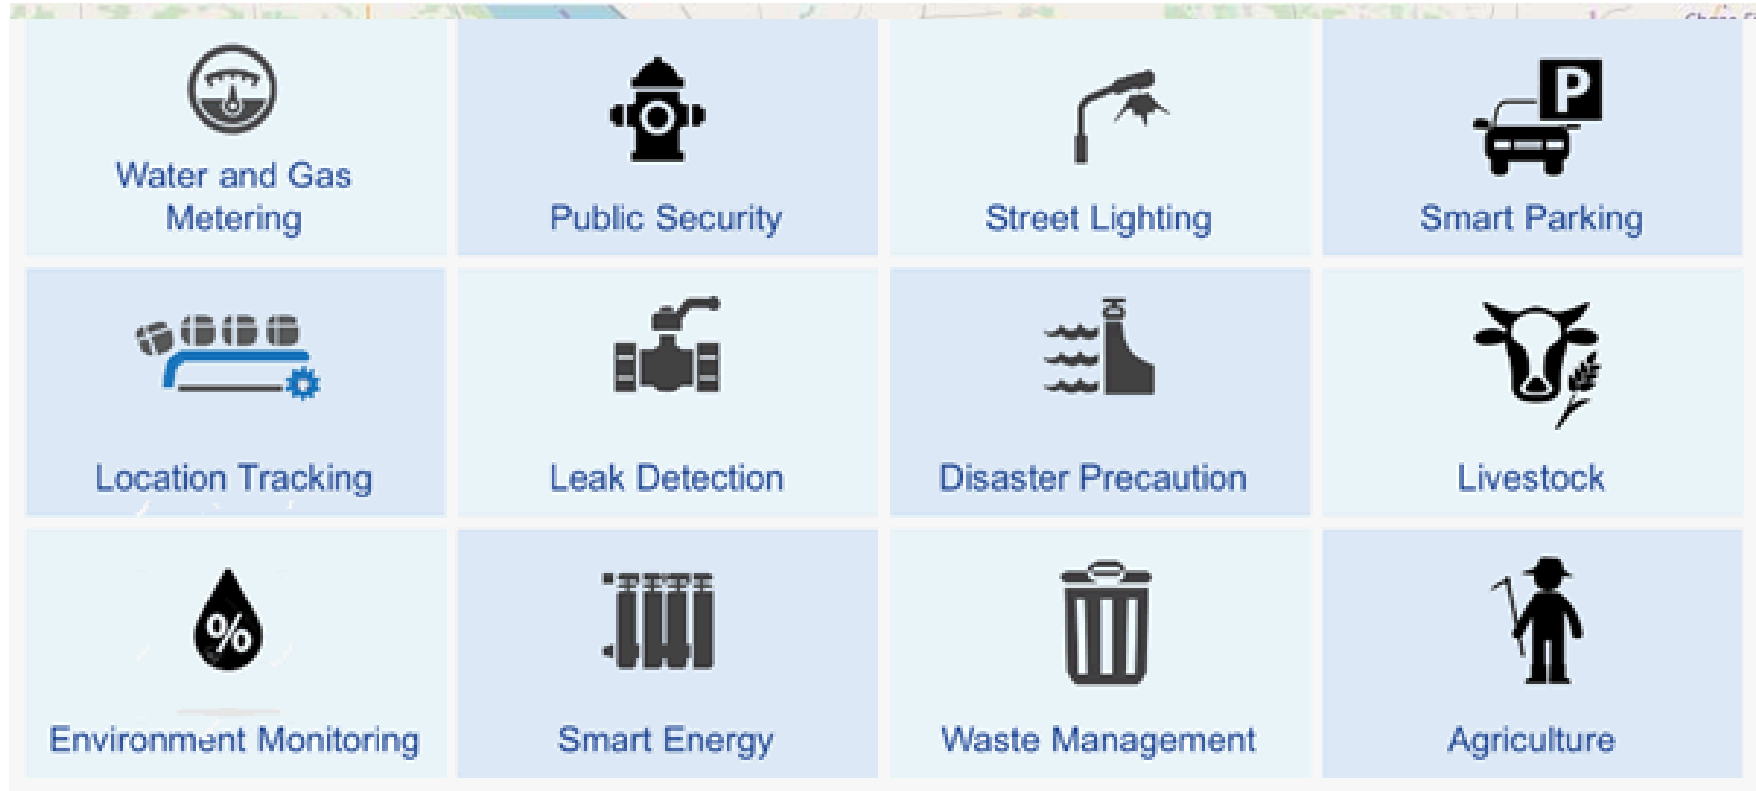 P
Water and Gas
Metering
Public Security
Street Lighting
Smart Parking
Location Tracking
Leak Detection
Disaster Precaution
Livestock
%
Environment Monitoring
Smart Energy
Waste Management
Agriculture